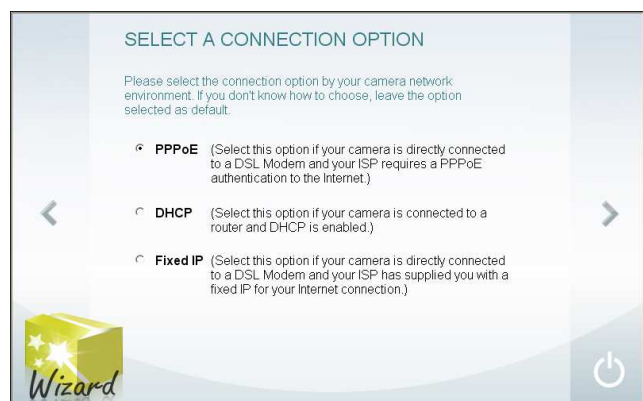 SELECT A CONNECTION OPTION
Please select the connection option by your camera network
environment. If you don't know how to choose, leave the option
selected as default.
PPPoE (Select this option if your camera is directly connected
to a DSL Modem and your ISP requires a PPPoE
authentication to the Internet.)
DHCP (Select this option if your camera is connected to a
router and DHCP is enabled.)
Fixed IP (Select this option if your camera is directly connected
to a DSL Modem and your ISP has supplied you with a
fixed IP for your Internet connection.)
Wizard